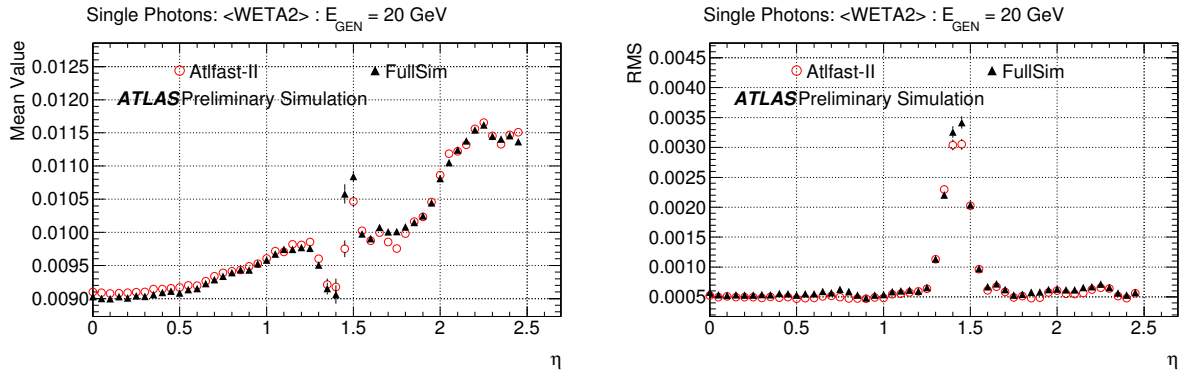 Single Photons: <WETA2> : E_GEN = 20 GeV
Mean Value
0.0125
0.0120
0.0115
0.0110
0.0105
0.0100
0.0095
0.0090
Atlfast-II
FullSim
ATLAS Preliminary Simulation
0 0.5 1 1.5 2 2.5
η
Single Photons: <WETA2> : E_GEN = 20 GeV
RMS
0.0045
0.0040
0.0035
0.0030
0.0025
0.0020
0.0015
0.0010
0.0005
Atlfast-II
FullSim
ATLAS Preliminary Simulation
0 0.5 1 1.5 2 2.5
η